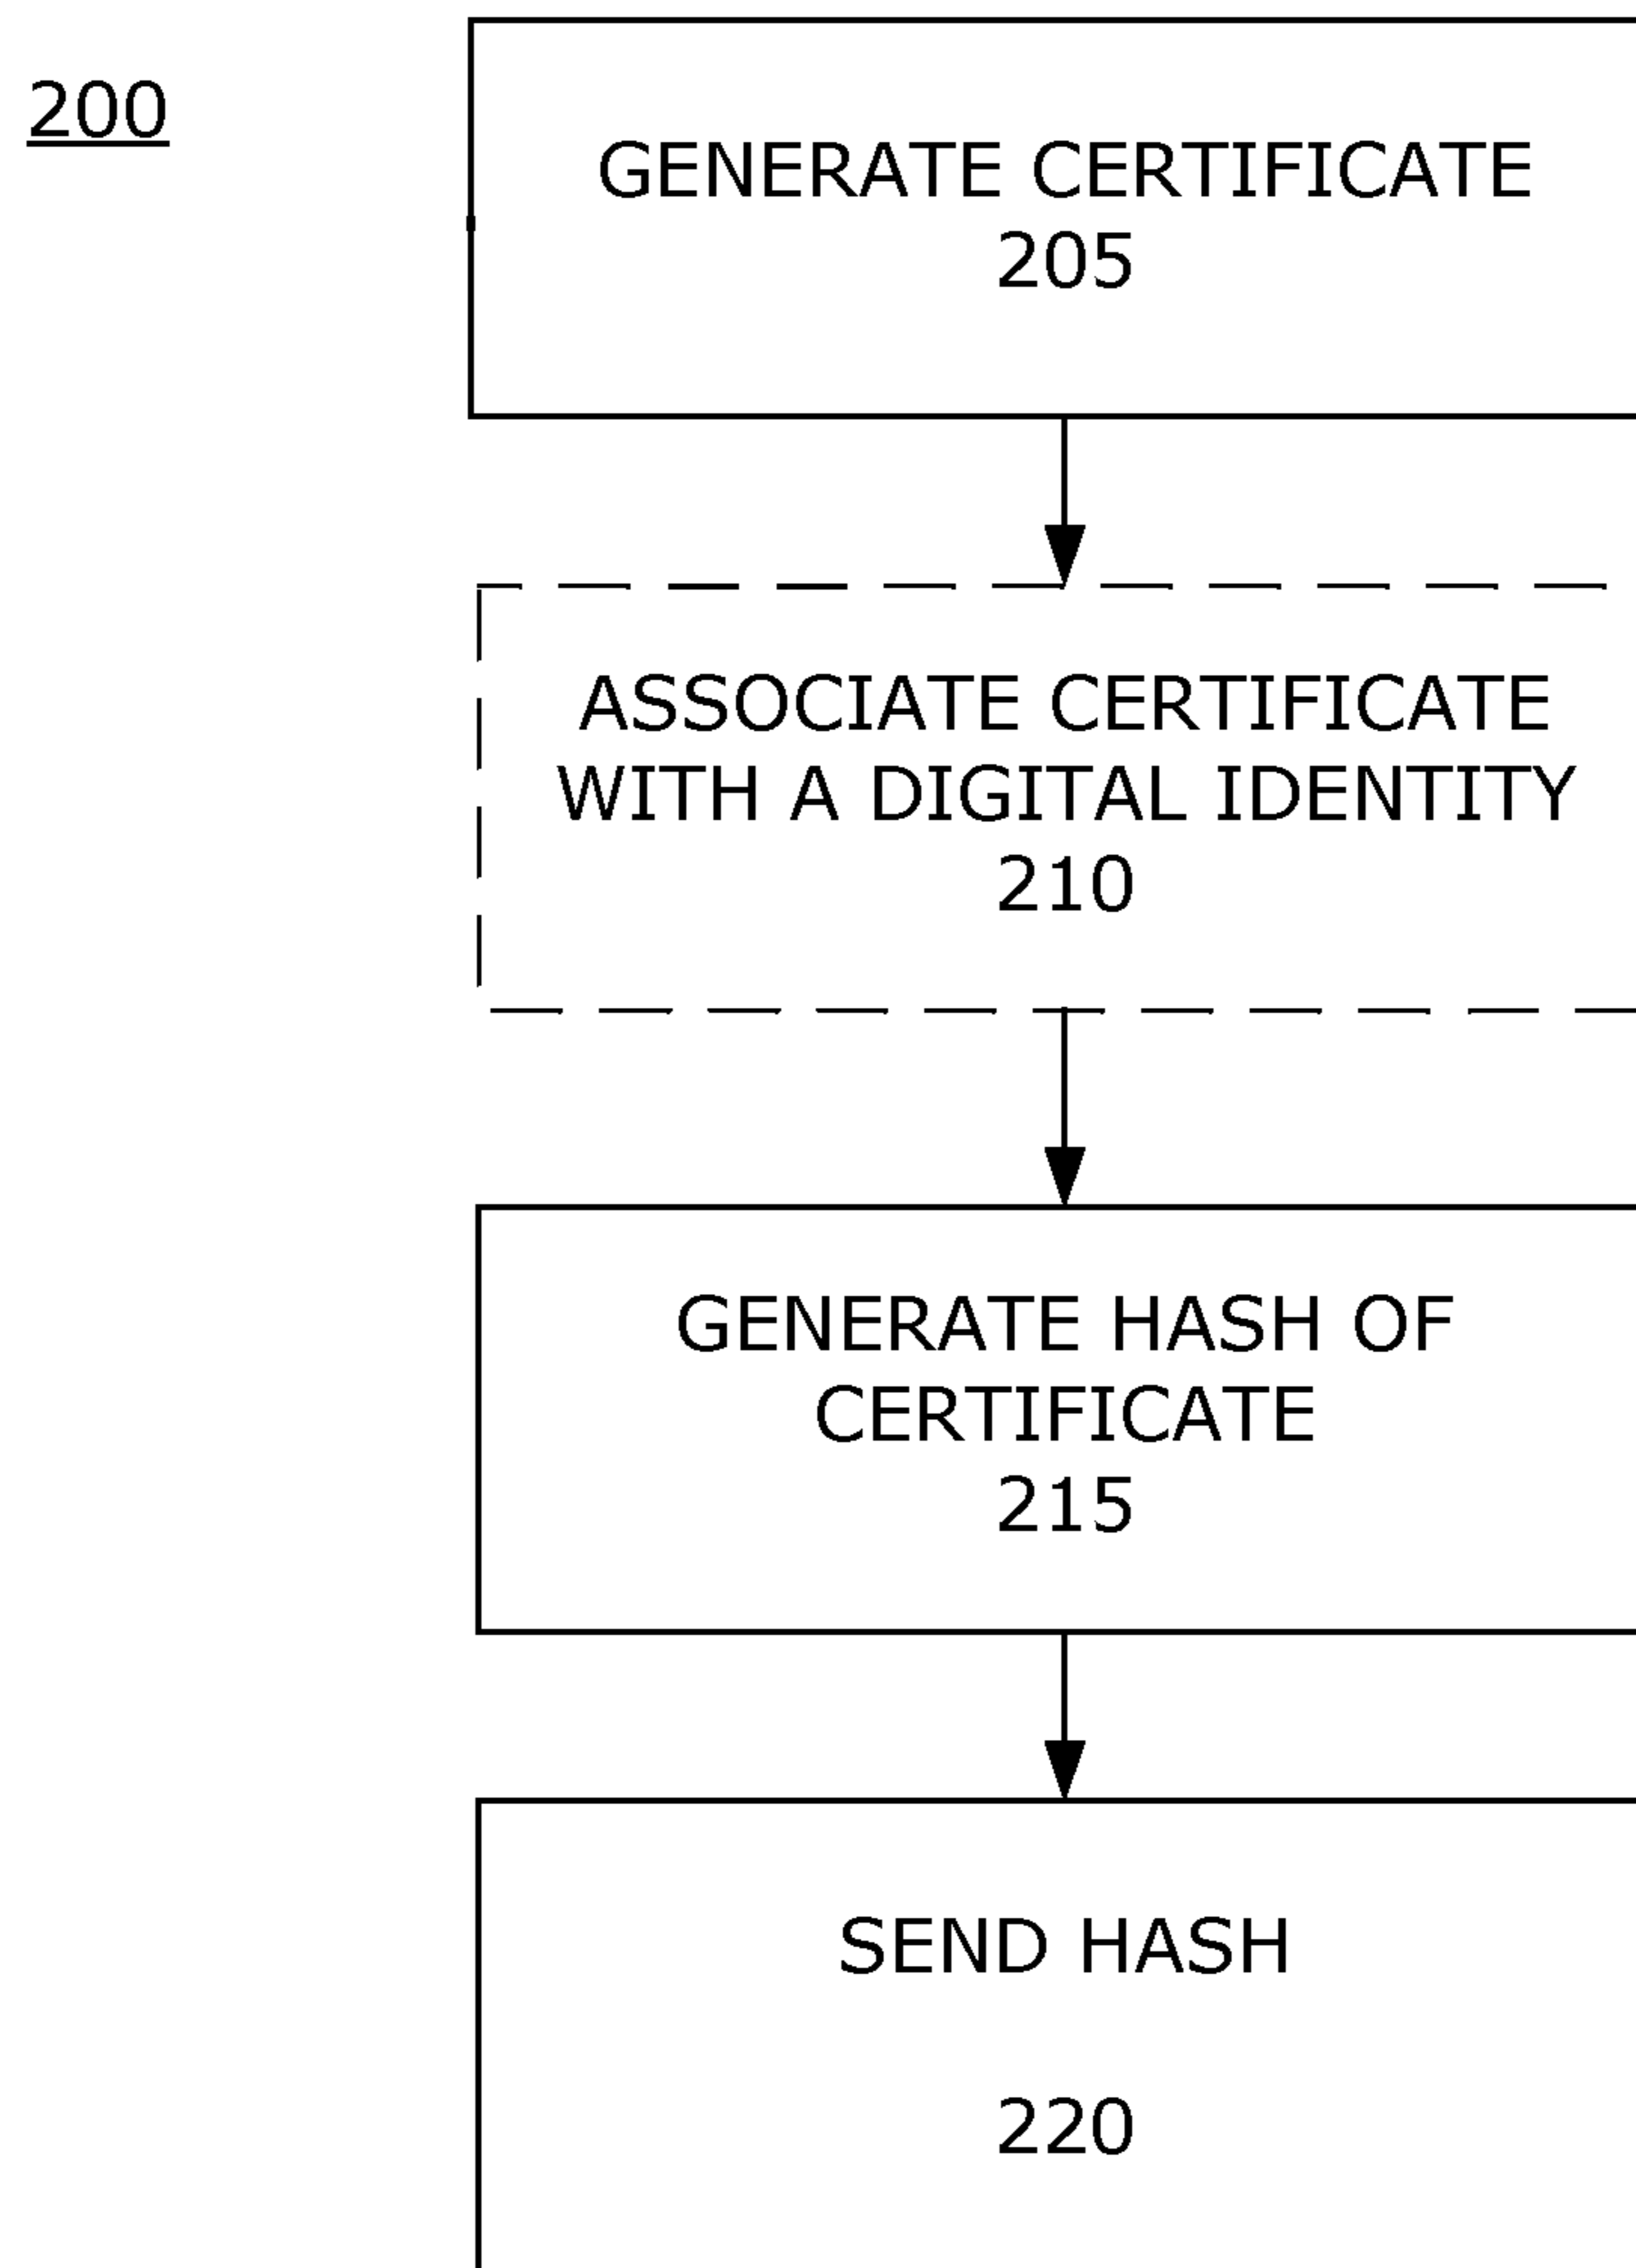 200
GENERATE CERTIFICATE
205
ASSOCIATE CERTIFICATE
WITH A DIGITAL IDENTITY
210
GENERATE HASH OF
CERTIFICATE
215
SEND HASH
220